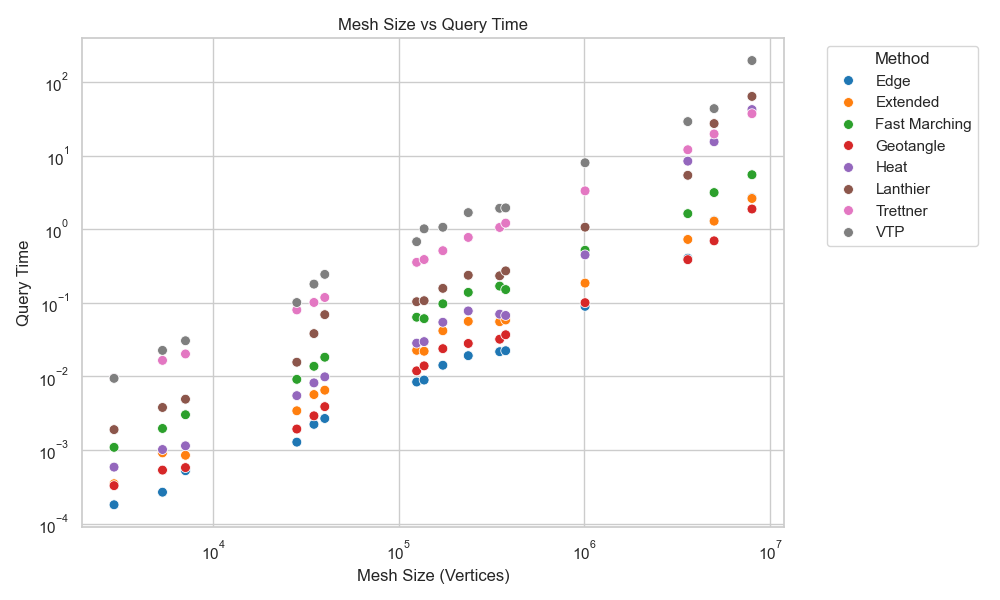 Mesh Size vs Query Time
Query Time
10²
10¹
10⁰
10⁻¹
10⁻²
10⁻³
10⁻⁴
10⁴
10⁵
10⁶
10⁷
Mesh Size (Vertices)
Method
Edge
Extended
Fast Marching
Geotangle
Heat
Lanthier
Trettner
VTP